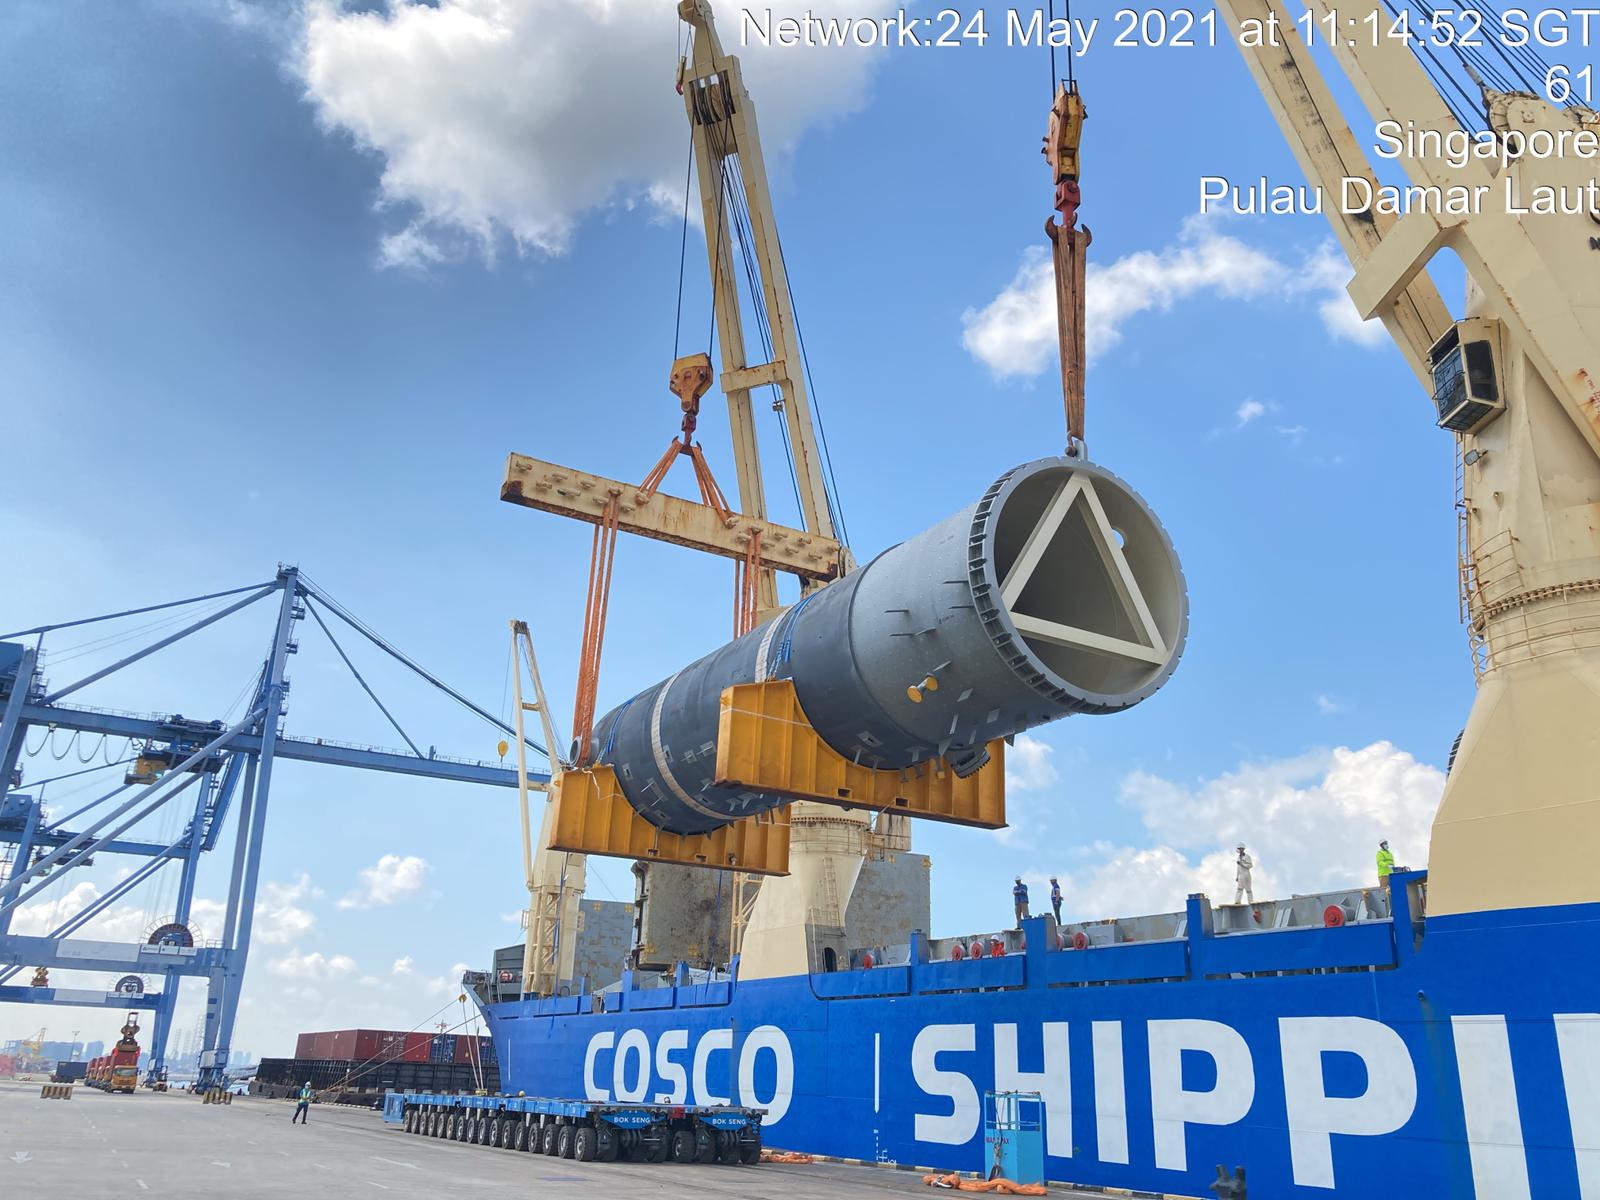 Network:24 May 2021 at 11:14:52 SGT
61
Singapore
Pulau Damar Laut
COSCO SHIPPI
BOK SENG
BOK SENG